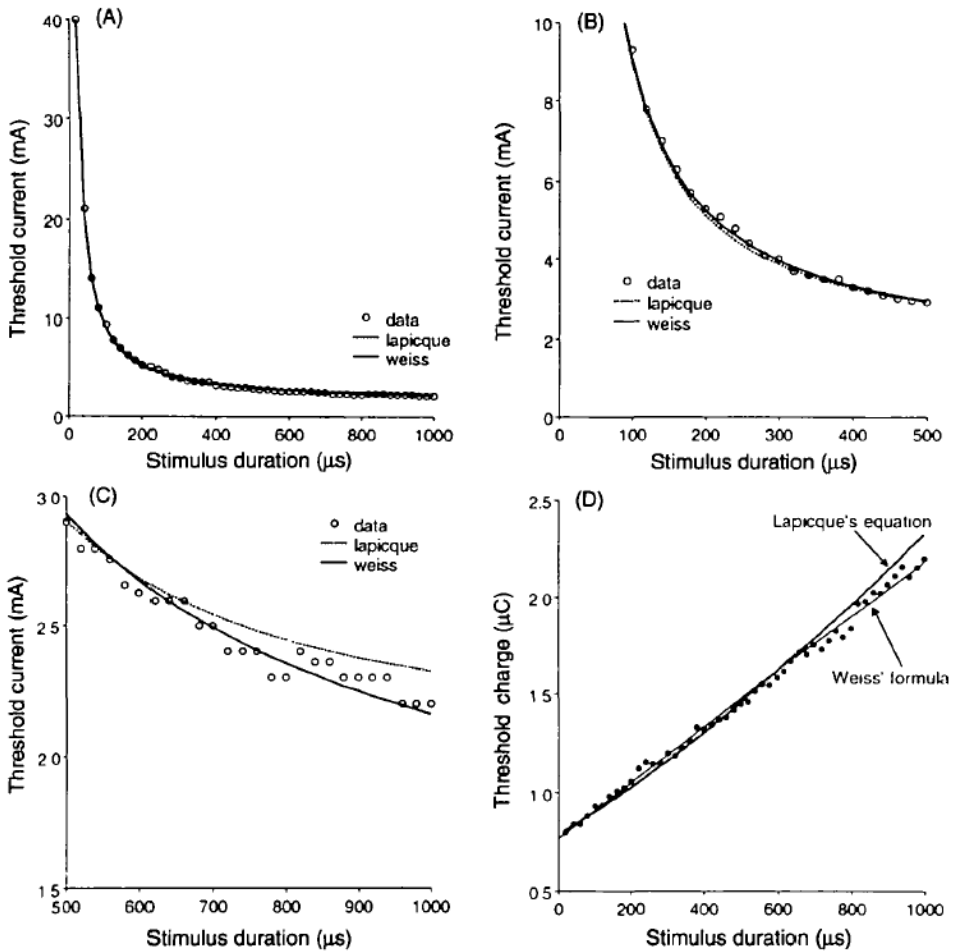 (A)
40
30
20
10
0
Threshold current (mA)
data
lapicque
weiss
0 200 400 600 800 1000
Stimulus duration (µs)
(B)
10
8
6
4
2
0
Threshold current (mA)
data
lapicque
weiss
0 100 200 300 400 500
Stimulus duration (µs)
(C)
3 0
2 5
2 0
1 5
Threshold current (mA)
data
lapicque
weiss
500 600 700 800 900 1000
Stimulus duration (µs)
(D)
2.5
2.0
1.5
1 0
0 5
Threshold charge (µC)
Lapicque's equation
Weiss' formula
0 200 400 600 800 1000
Stimulus duration (µs)